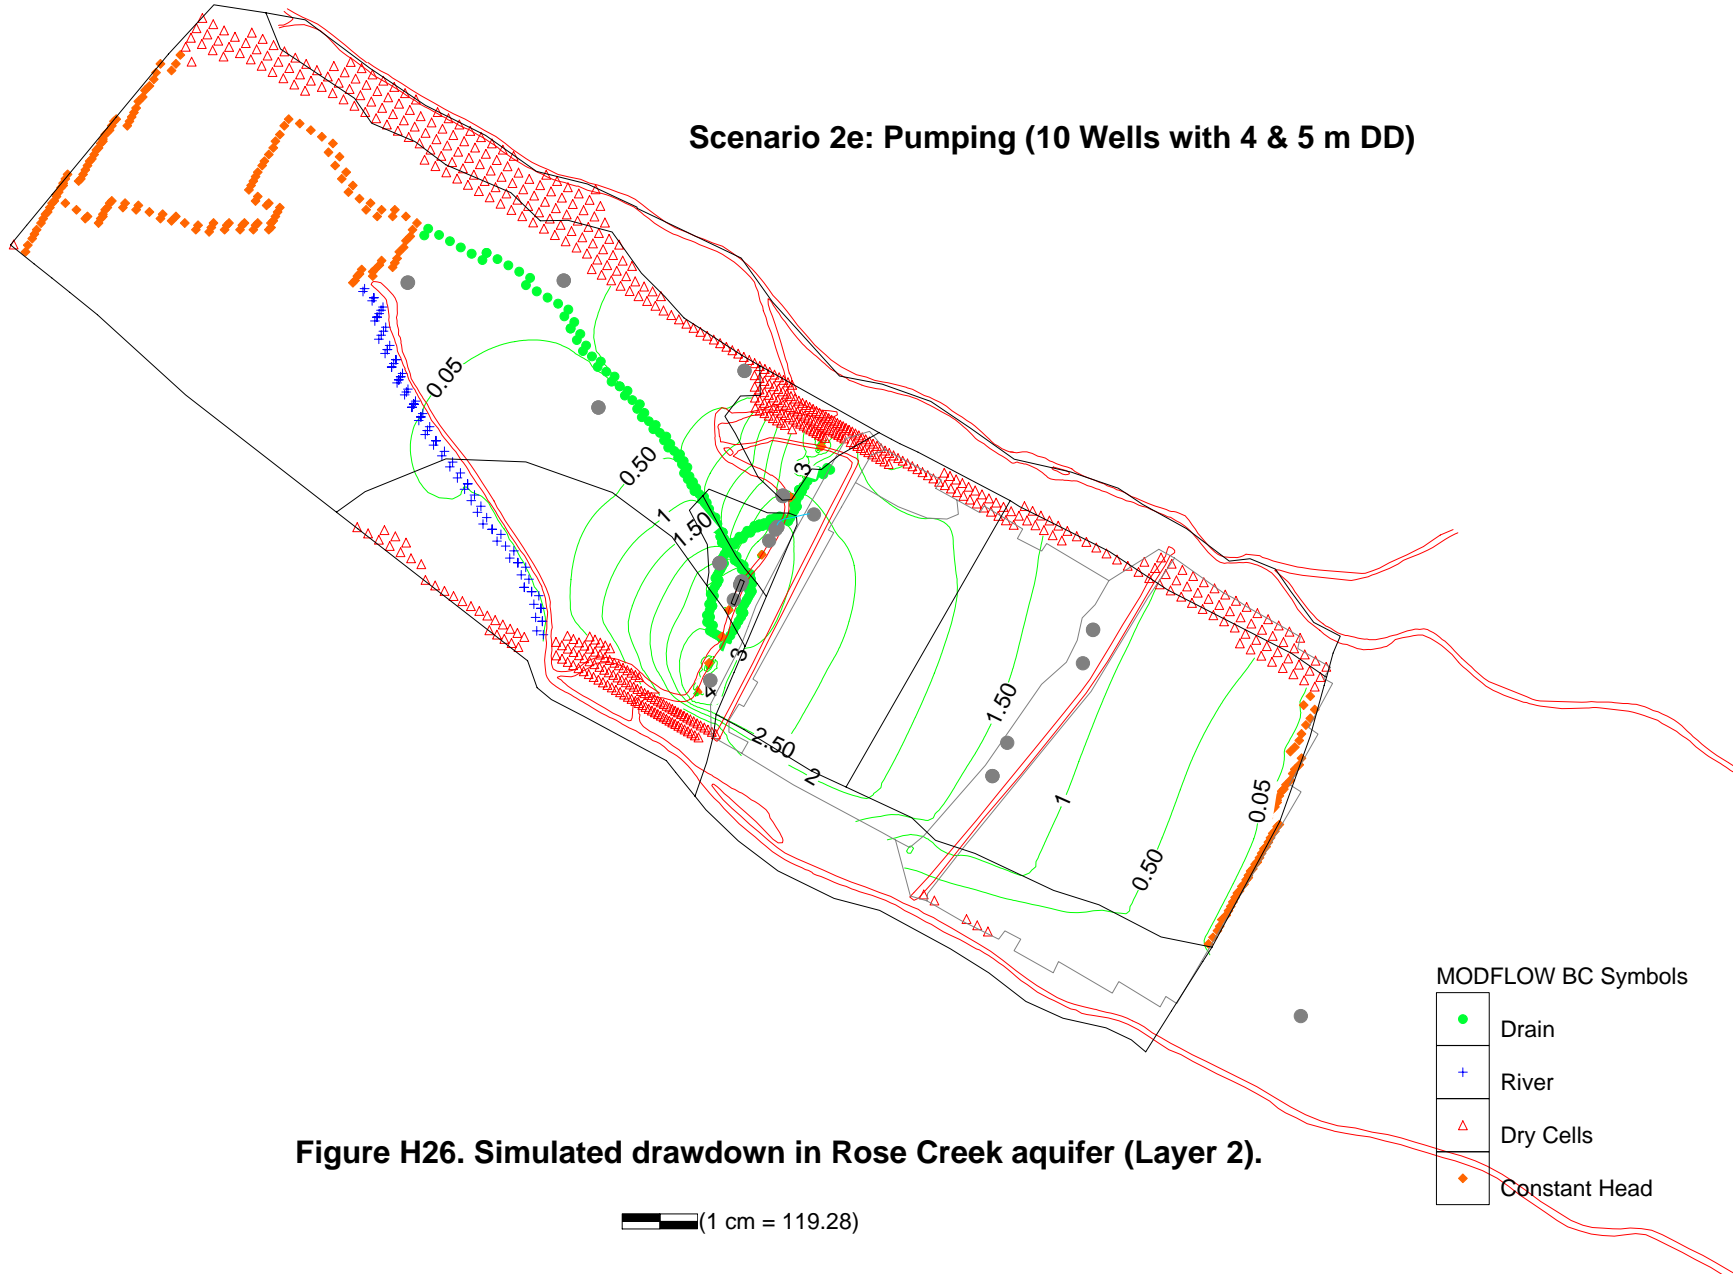 Scenario 2e: Pumping (10 Wells with 4 & 5 m DD)
0.05
0.50
1
1.50
3
3
4
2.50
2
1.50
1
0.05
0.50
MODFLOW BC Symbols
Drain
River
Dry Cells
Constant Head
Figure H26. Simulated drawdown in Rose Creek aquifer (Layer 2).
(1 cm = 119.28)